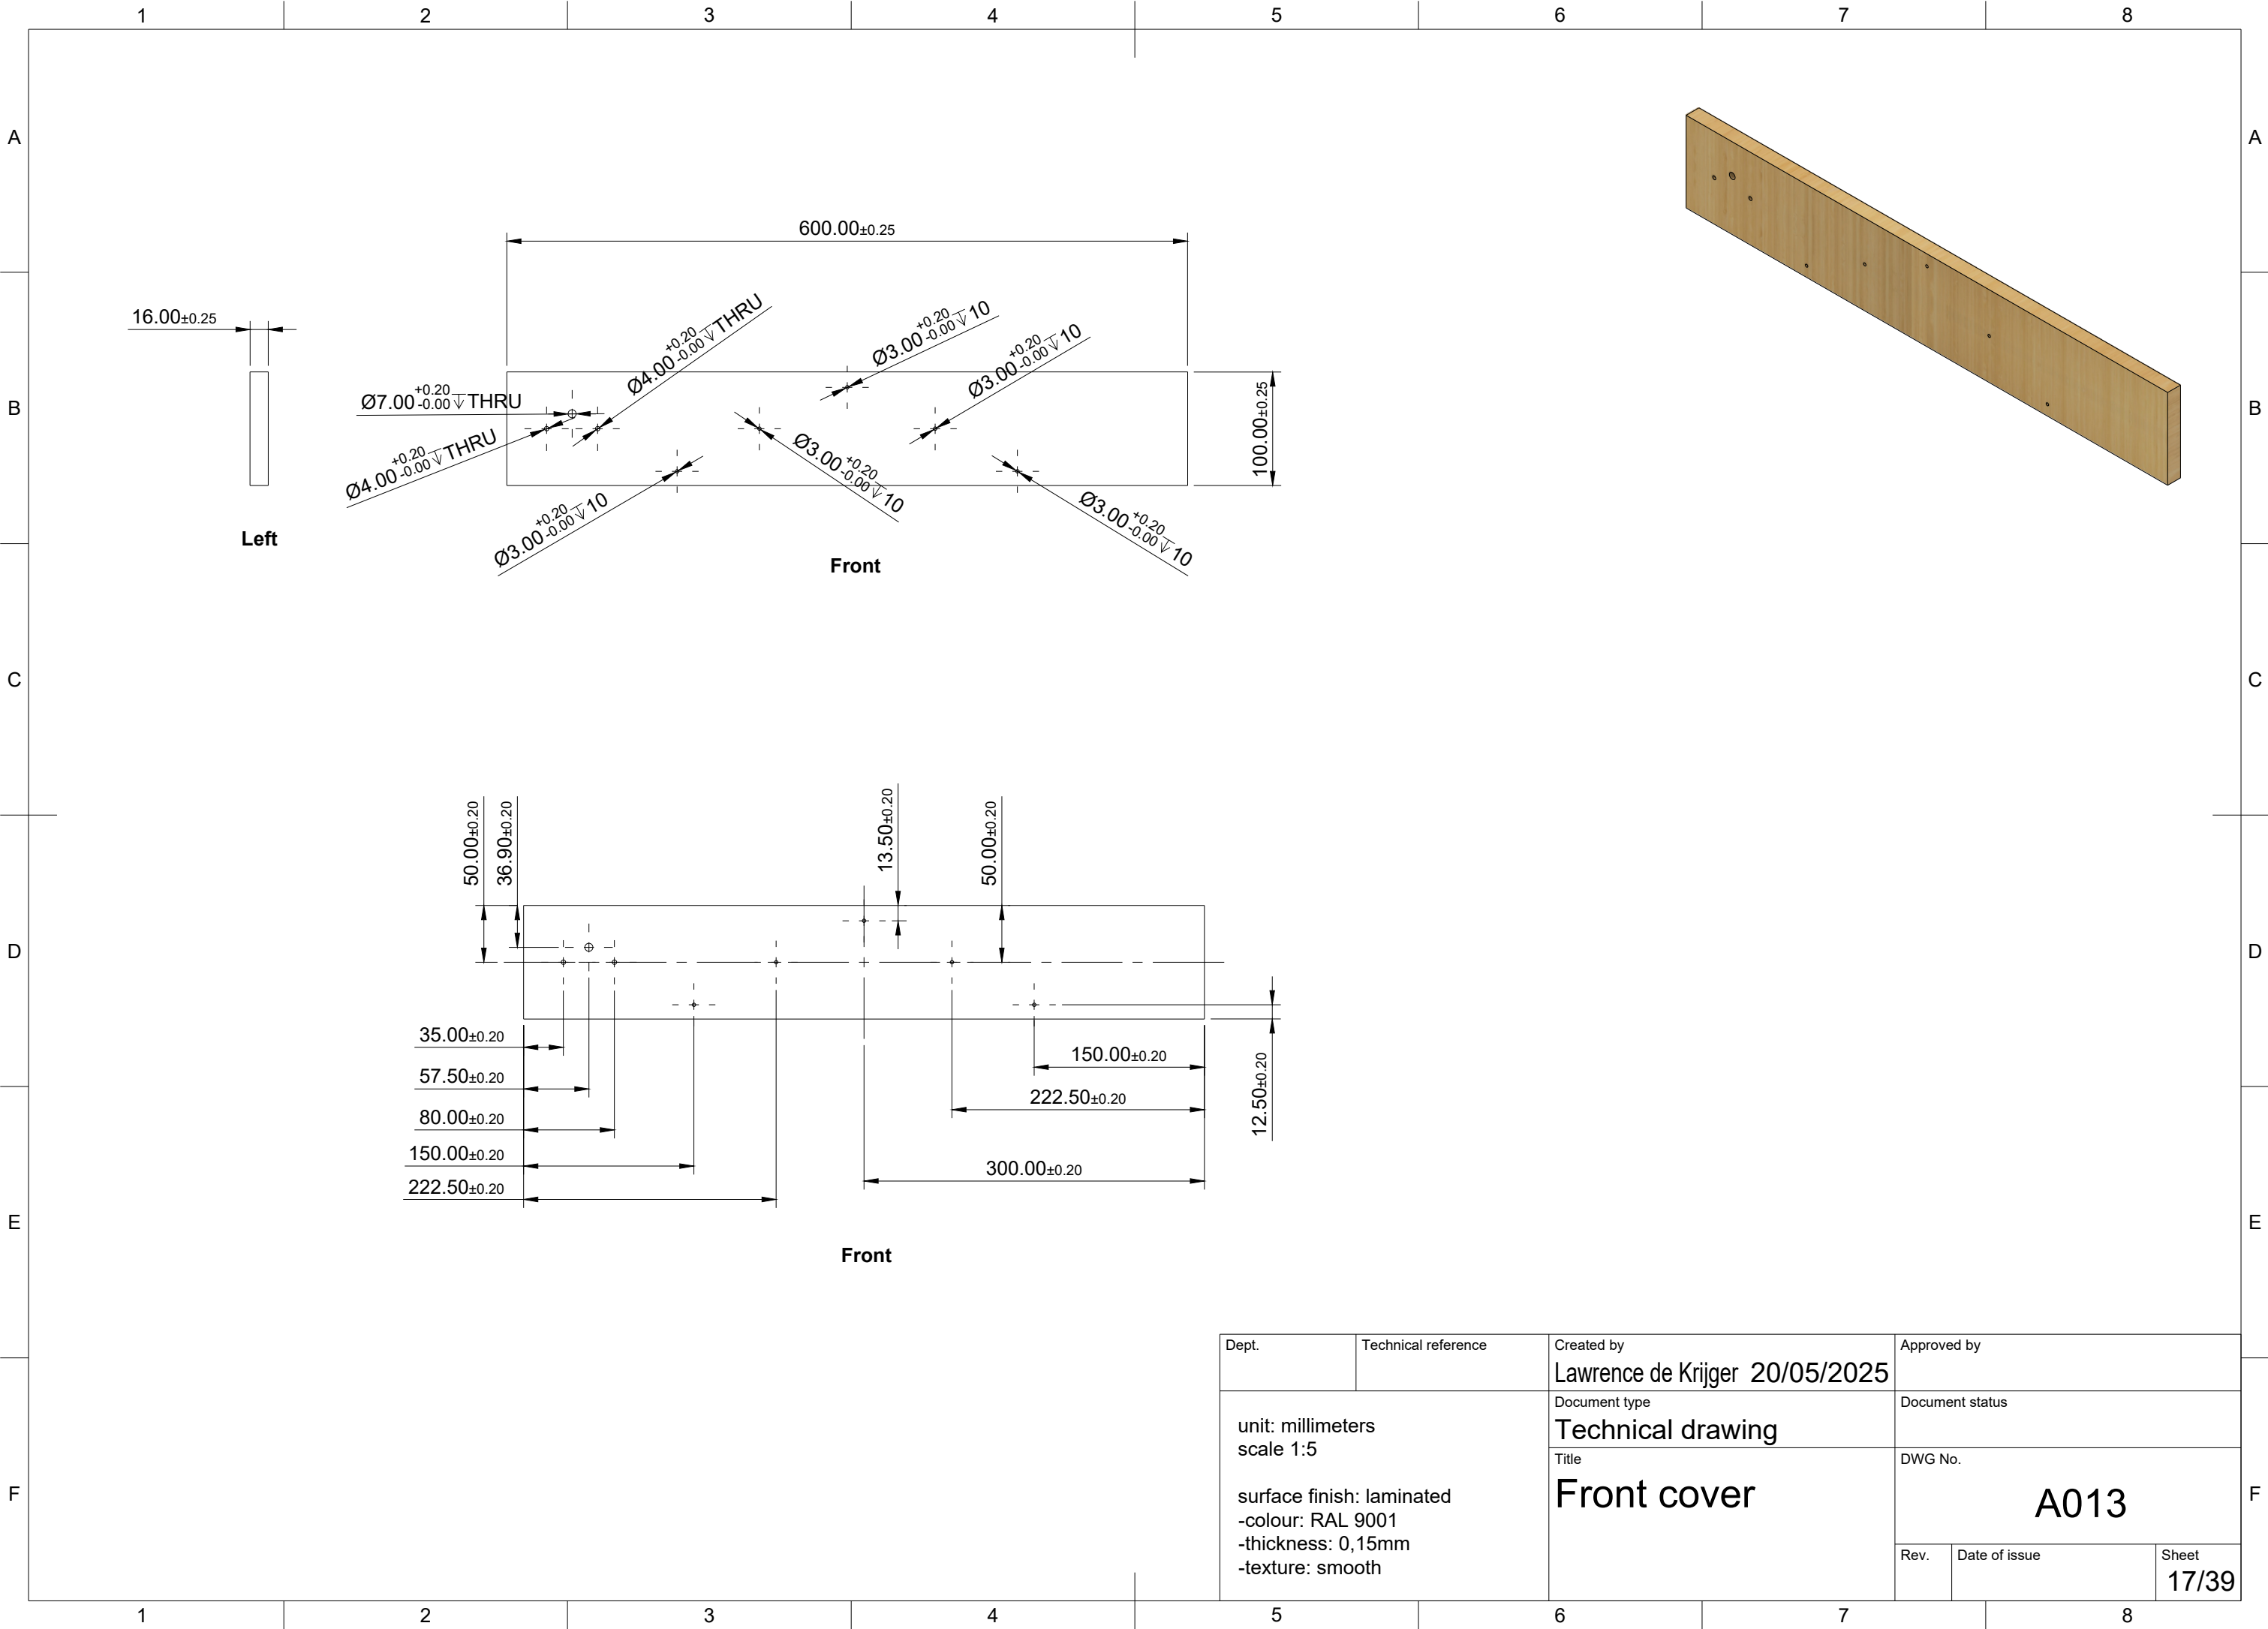 1 2 3 4 5 6 7 8
A A
600.00±0.25
16.00±0.25
Ø4.00 +0.20 -0.00 ↧ THRU
Ø3.00 +0.20 -0.00 ↧ 10
Ø3.00 +0.20 -0.00 ↧ 10
B B
Ø7.00 +0.20 -0.00 ↧ THRU
100.00±0.25
Ø4.00 +0.20 -0.00 ↧ THRU
Ø3.00 +0.20 -0.00 ↧ 10
Ø3.00 +0.20 -0.00 ↧ 10
Ø3.00 +0.20 -0.00 ↧ 10
Left
Front
C C
50.00±0.20
36.90±0.20
13.50±0.20
50.00±0.20
D D
35.00±0.20
57.50±0.20
80.00±0.20
150.00±0.20
222.50±0.20
150.00±0.20
222.50±0.20
300.00±0.20
12.50±0.20
E E
Front
Dept.
Technical reference
Created by
Lawrence de Krijger 20/05/2025
Approved by
Document type
Technical drawing
Document status
unit: millimeters
scale 1:5
surface finish: laminated
-colour: RAL 9001
-thickness: 0,15mm
-texture: smooth
Title
Front cover
DWG No.
A013
F F
Rev.
Date of issue
Sheet
17/39
1 2 3 4 5 6 7 8